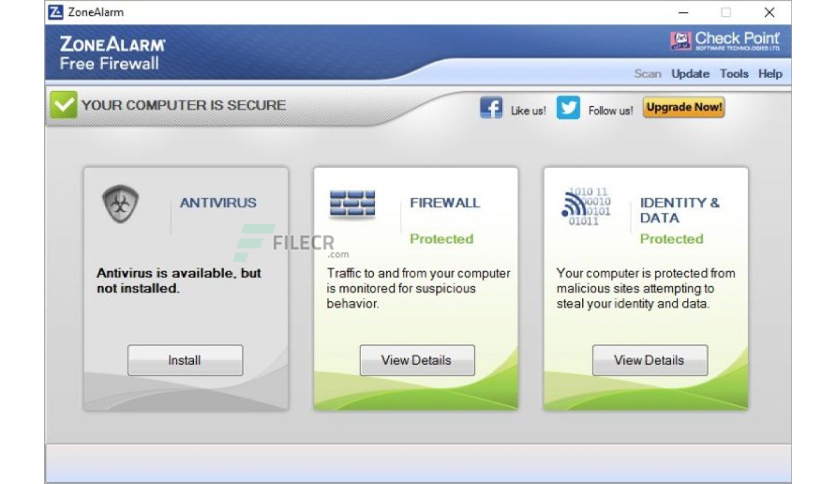 ZoneAlarm
ZONEALARM
Free Firewall
Check Point
SOFTWARE TECHNOLOGIES LTD
Scan Update Tools Help
YOUR COMPUTER IS SECURE
Like us! Follow us! Upgrade Now!
ANTIVIRUS
Antivirus is available, but
not installed.
Install
FIREWALL
Protected
Traffic to and from your computer
is monitored for suspicious
behavior.
View Details
1010 11
00010
0101
01011
IDENTITY &
DATA
Protected
Your computer is protected from
malicious sites attempting to
steal your identity and data.
View Details
FILECR
.com